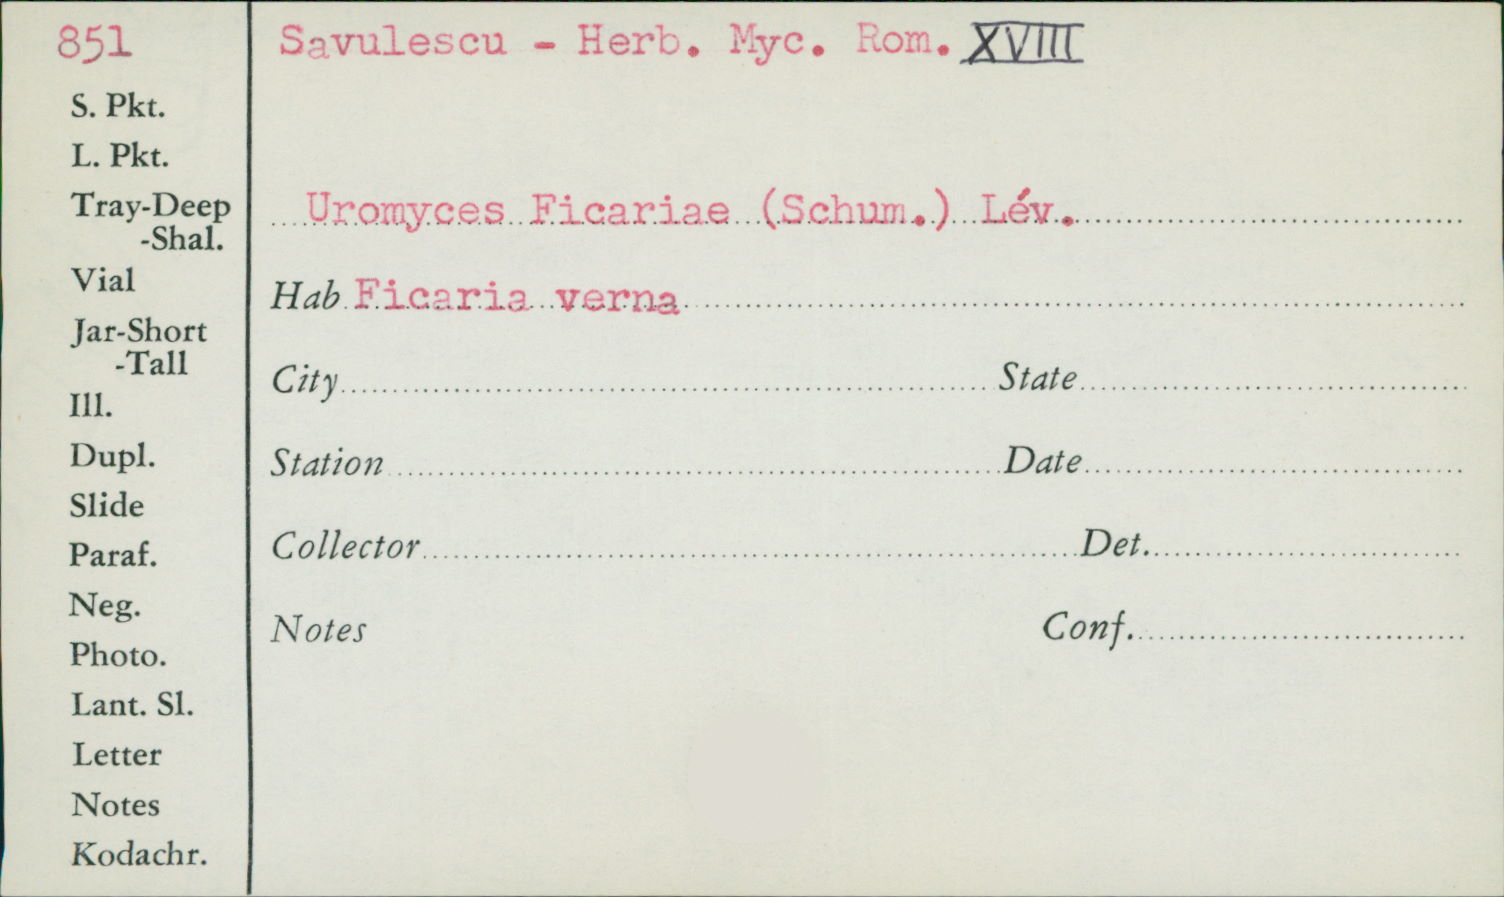 851
Savulescu - Herb. Myc. Rom. XVIII
S. Pkt.
L. Pkt.
Tray-Deep
-Shal.
Vial
Jar-Short
-Tall
Ill.
Dupl.
Slide
Paraf.
Neg.
Photo.
Lant. Sl.
Letter
Notes
Kodachr.
Uromyces Ficariae (Schum.) Lév.
Hab Ficaria verna
City State
Station Date
Collector Det.
Notes Conf.